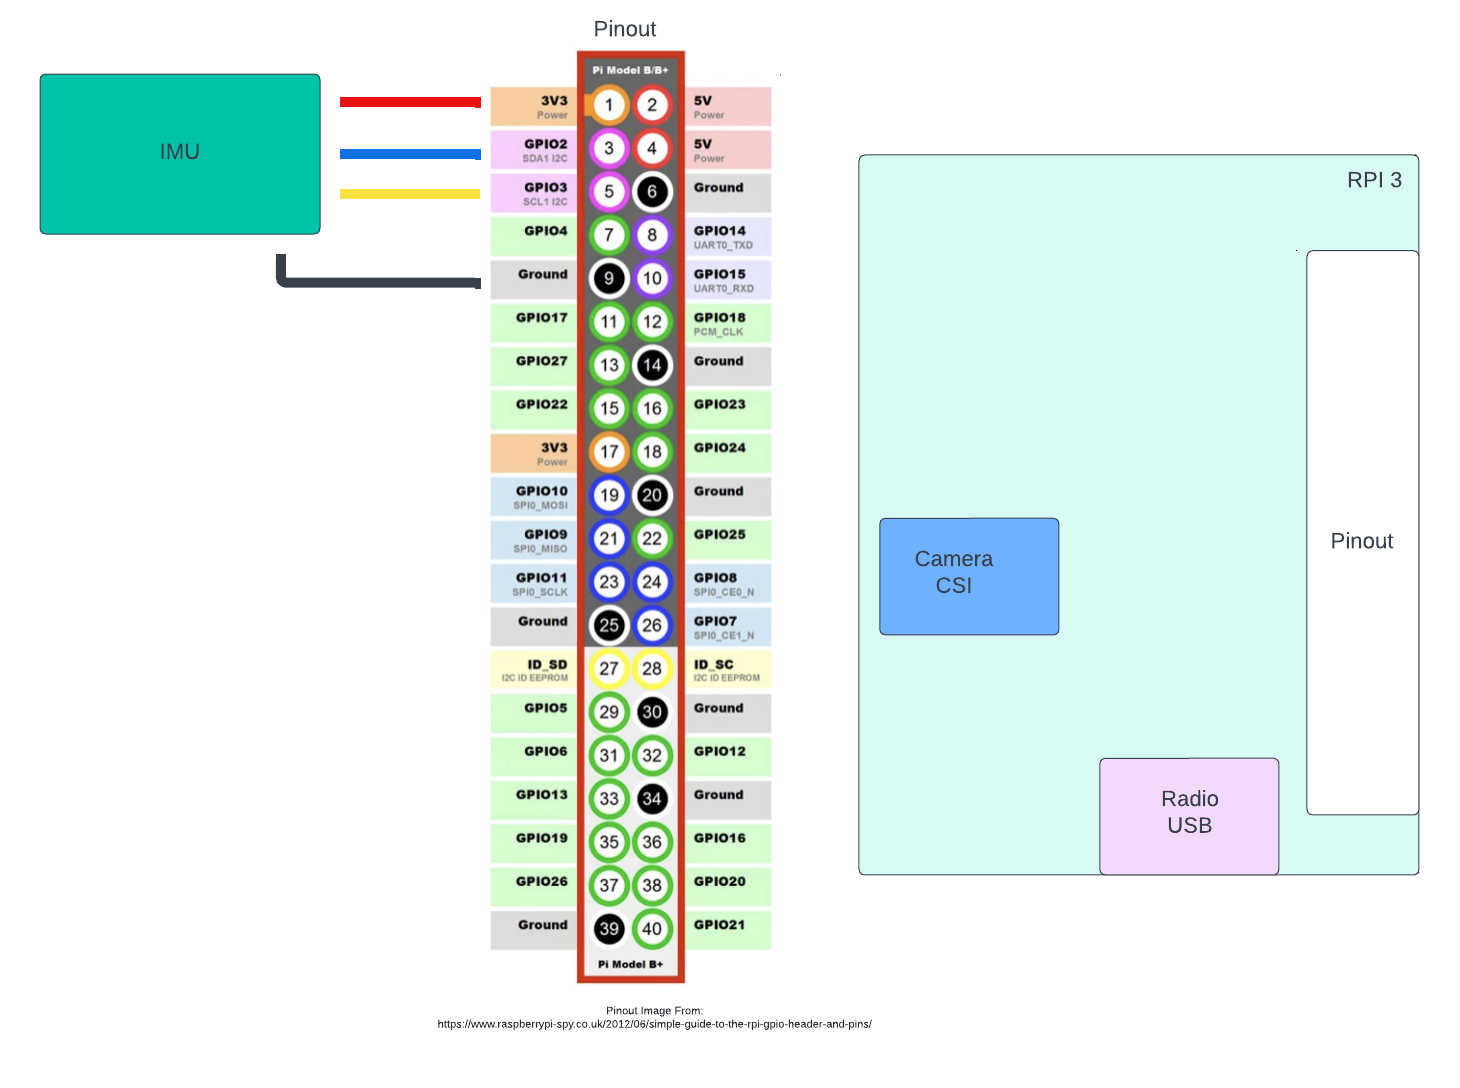 Pinout
Pi Model B/B+
IMU
3V3
Power
1
2
5V
Power
GPIO2
SDA1 I2C
3
4
5V
Power
GPIO3
SCL1 I2C
5
6
Ground
GPIO4
7
8
GPIO14
UART0_TXD
Ground
9
10
GPIO15
UART0_RXD
GPIO17
11
12
GPIO18
PCM_CLK
GPIO27
13
14
Ground
GPIO22
15
16
GPIO23
3V3
Power
17
18
GPIO24
GPIO10
SPI0_MOSI
19
20
Ground
GPIO9
SPI0_MISO
21
22
GPIO25
GPIO11
SPI0_SCLK
23
24
GPIO8
SPI0_CE0_N
Ground
25
26
GPIO7
SPI0_CE1_N
ID_SD
I2C ID EEPROM
27
28
ID_SC
I2C ID EEPROM
GPIO5
29
30
Ground
GPIO6
31
32
GPIO12
GPIO13
33
34
Ground
GPIO19
35
36
GPIO16
GPIO26
37
38
GPIO20
Ground
39
40
GPIO21
Pi Model B+
RPI 3
Pinout
Camera
CSI
Radio
USB
Pinout Image From:
https://www.raspberrypi-spy.co.uk/2012/06/simple-guide-to-the-rpi-gpio-header-and-pins/